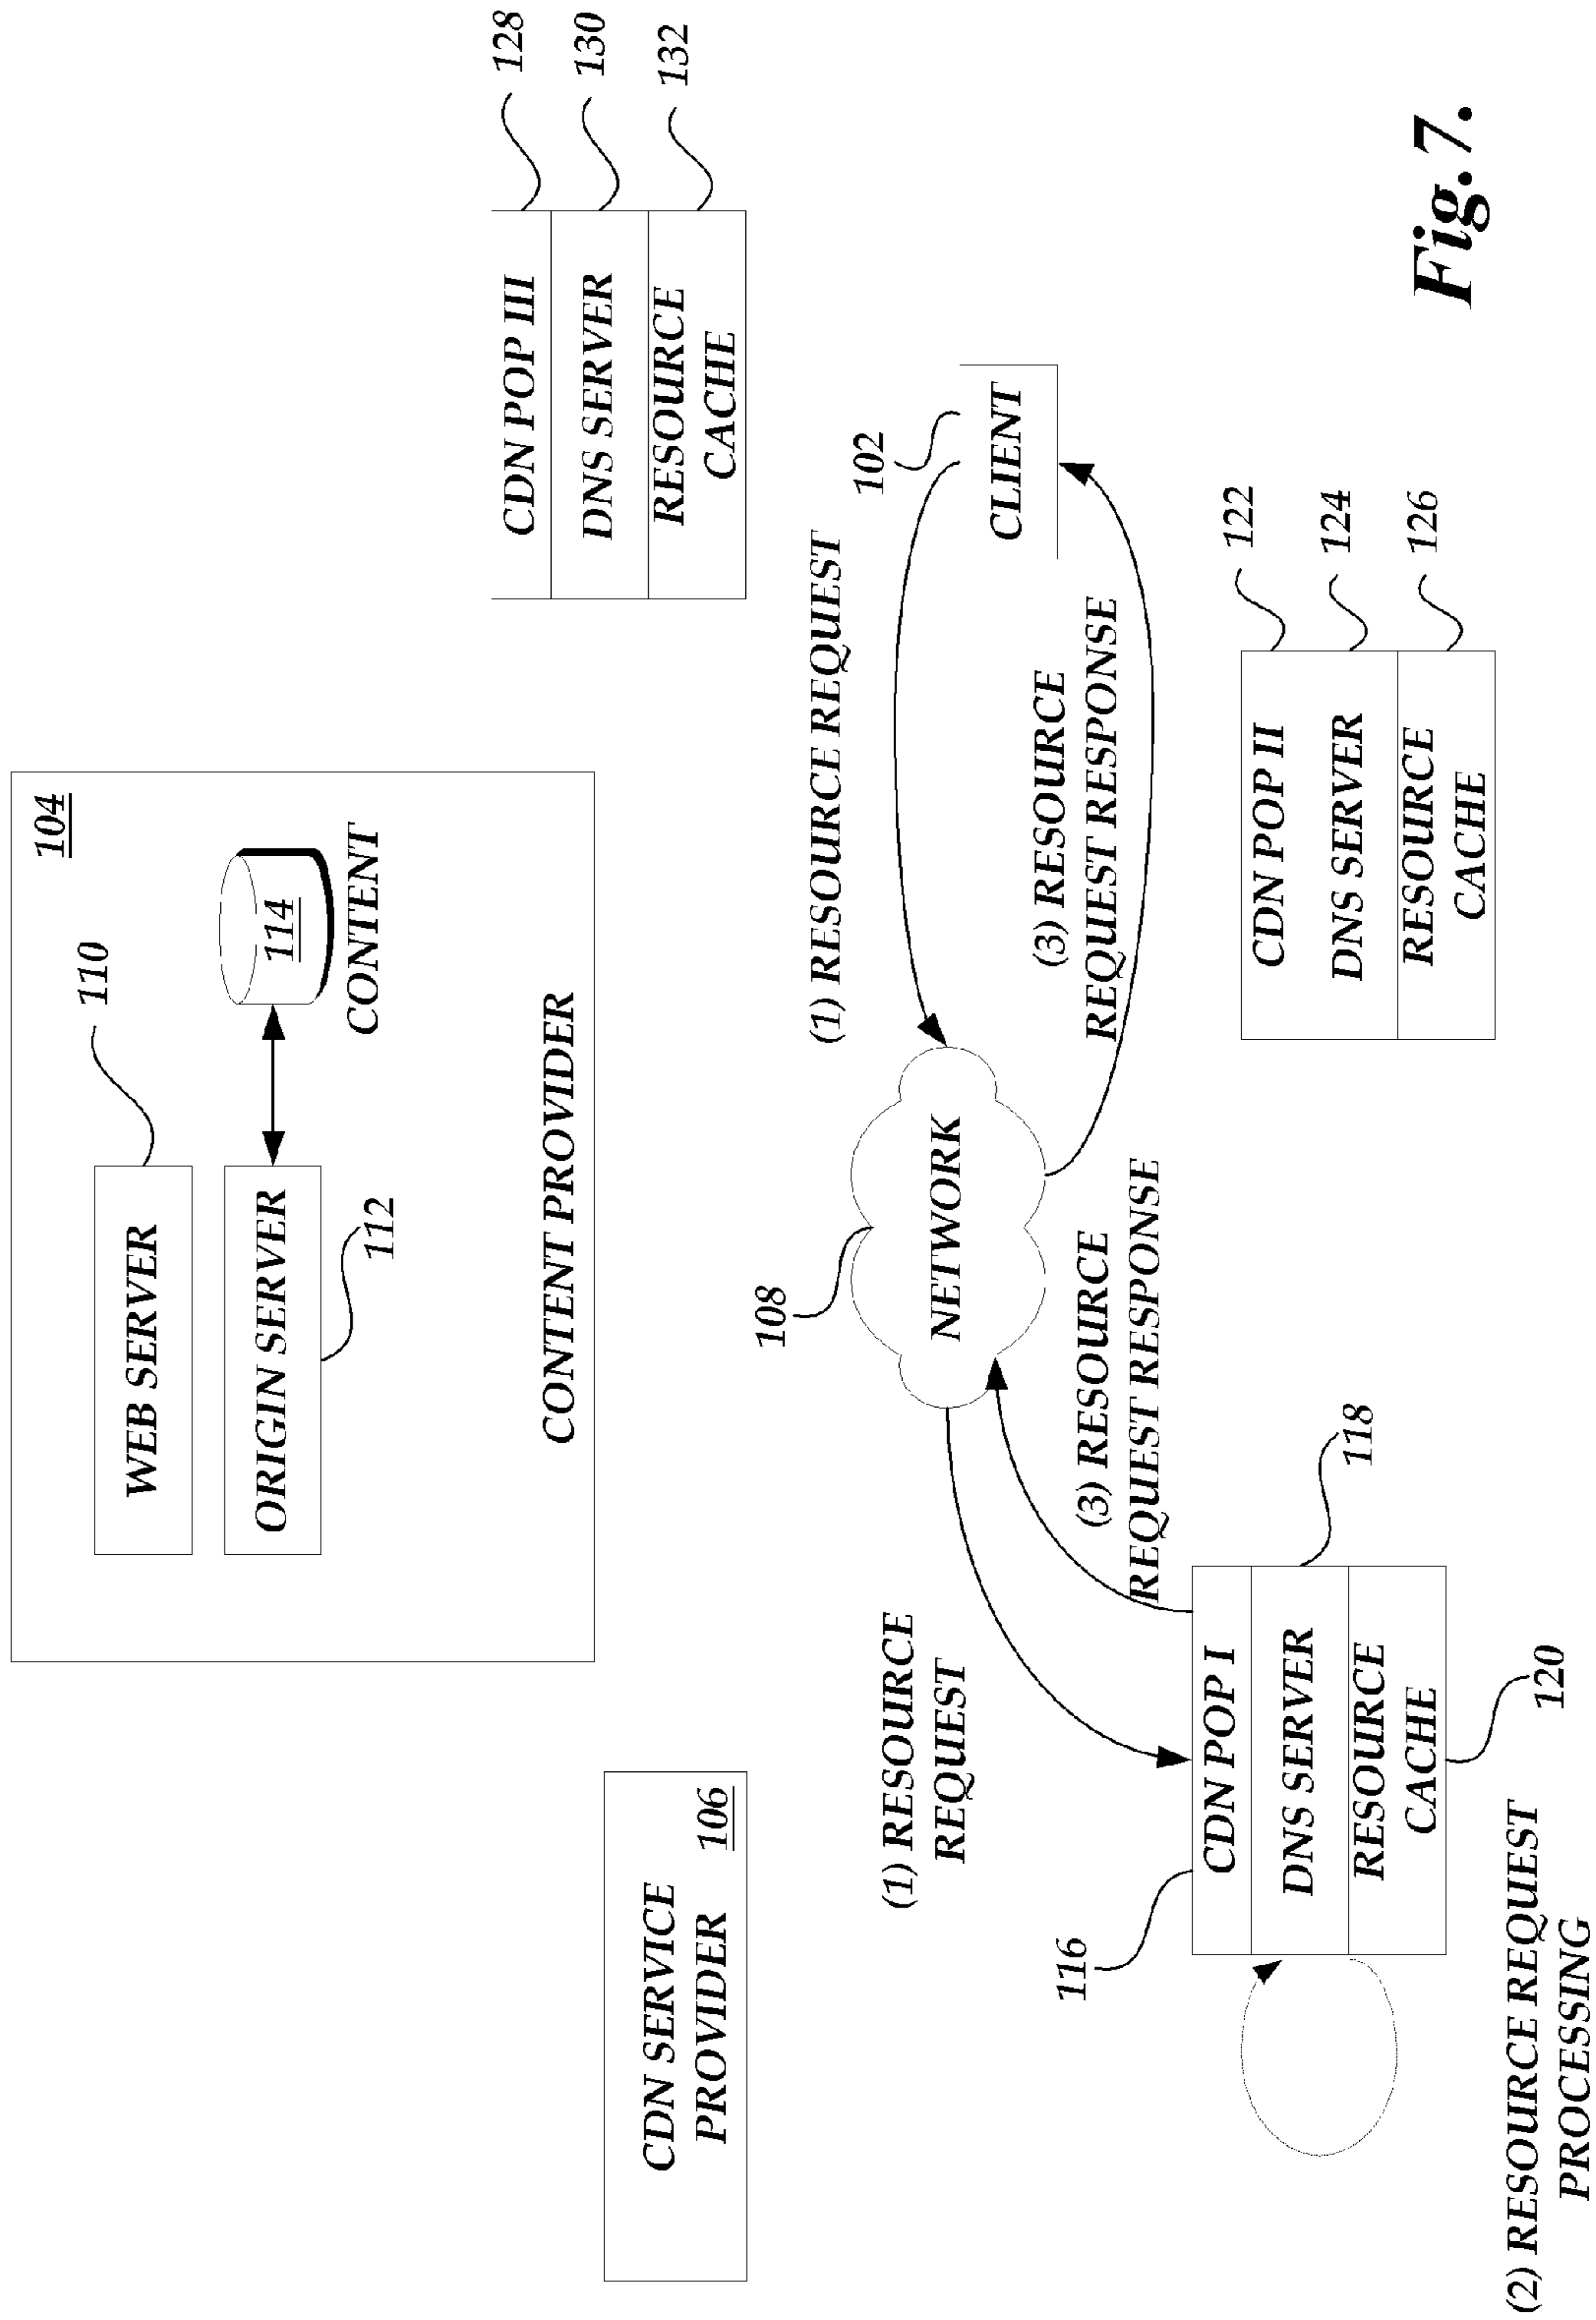 104
WEB SERVER
110
ORIGIN SERVER
112
114
CONTENT
CONTENT PROVIDER
CDN SERVICE
PROVIDER
106
CDN POP III
DNS SERVER
RESOURCE
CACHE
128
130
132
108
NETWORK
(1) RESOURCE REQUEST
102
CLIENT
(3) RESOURCE
REQUEST RESPONSE
(1) RESOURCE
REQUEST
(3) RESOURCE
REQUEST RESPONSE
116
CDN POP I
DNS SERVER
RESOURCE
CACHE
118
120
(2) RESOURCE REQUEST
PROCESSING
CDN POP II
DNS SERVER
RESOURCE
CACHE
122
124
126
Fig. 7.